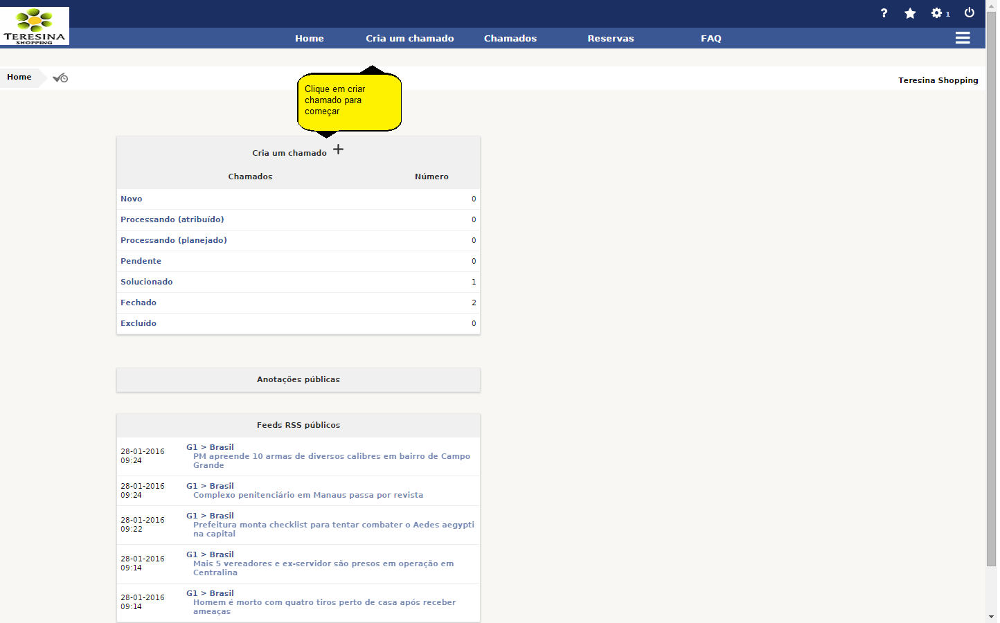 TERESINA
SHOPPING
? 1
Home Cria um chamado Chamados Reservas FAQ
Home
Teresina Shopping
Clique em criar
chamado para
começar
Cria um chamado +
Chamados Número
Novo 0
Processando (atribuído) 0
Processando (planejado) 0
Pendente 0
Solucionado 1
Fechado 2
Excluído 0
Anotações públicas
Feeds RSS públicos
28-01-2016
09:24
G1 > Brasil
PM apreende 10 armas de diversos calibres em bairro de Campo
Grande
28-01-2016
09:24
G1 > Brasil
Complexo penitenciário em Manaus passa por revista
28-01-2016
09:22
G1 > Brasil
Prefeitura monta checklist para tentar combater o Aedes aegypti
na capital
28-01-2016
09:14
G1 > Brasil
Mais 5 vereadores e ex-servidor são presos em operação em
Centralina
28-01-2016
09:14
G1 > Brasil
Homem é morto com quatro tiros perto de casa após receber
ameaças